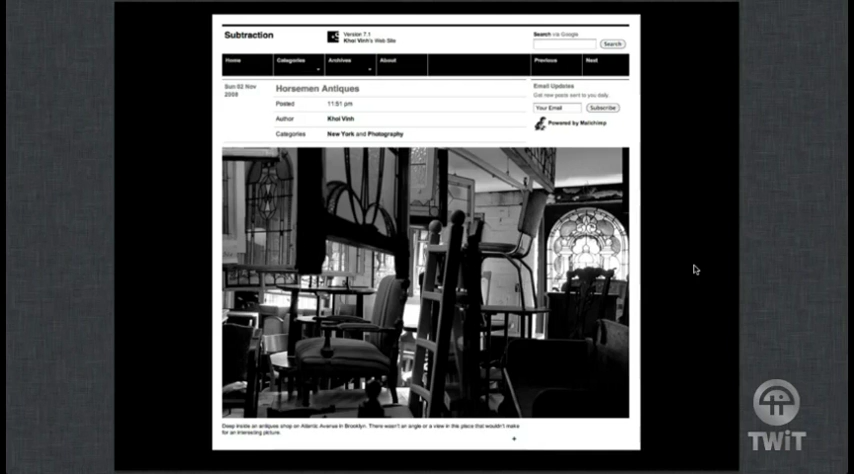 Subtraction
Version 7.1
Khoi Vinh's Web Site
Search via Google
Search
Home
Categories
Archives
About
Previous
Next
Sun 02 Nov
2008
Horsemen Antiques
Posted
11:51 pm
Author
Khoi Vinh
Categories
New York and Photography
Email Updates
Get new posts sent to you daily.
Your Email
Subscribe
Powered by Mailchimp
Deep inside an antiques shop on Atlantic Avenue in Brooklyn. There wasn't an angle or a view in this place that wouldn't make
for an interesting picture.
TWiT